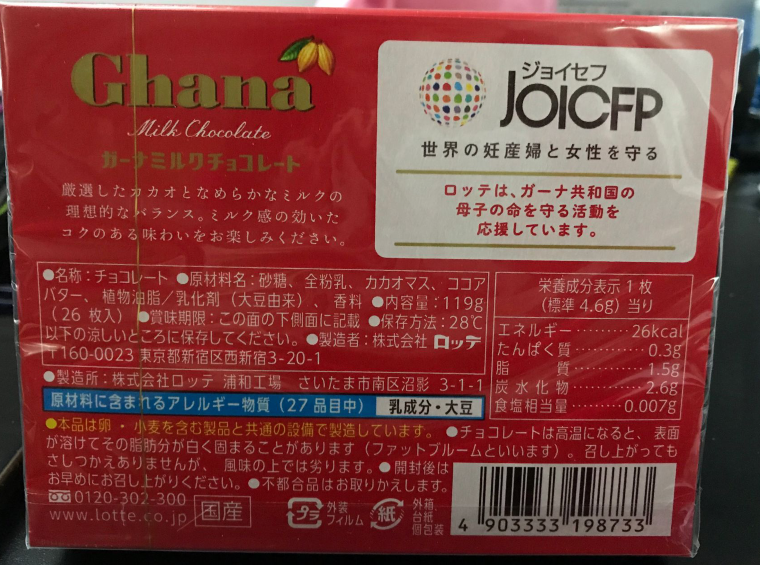 Ghana
Milk Chocolate
ガーナミルクチョコレート
厳選したカカオとなめらかなミルクの
理想的なバランス。ミルク感の効いた
コクのある味わいをお楽しみください。
ジョイセフ
JOICFP
世界の妊産婦と女性を守る
ロッテは、ガーナ共和国の
母子の命を守る活動を
応援しています。
●名称：チョコレート ●原材料名：砂糖、全粉乳、カカオマス、ココア
バター、植物油脂／乳化剤（大豆由来）、香料 ●内容量：119g
（26枚入）●賞味期限：この面の下側面に記載 ●保存方法：28℃
以下の涼しいところに保存してください。●製造者：株式会社 ロッテ
〒160-0023 東京都新宿区西新宿3-20-1
●製造所：株式会社ロッテ 浦和工場 さいたま市南区沼影 3-1-1
原材料に含まれるアレルギー物質（27品目中） 乳成分・大豆
栄養成分表示1枚
（標準4.6g）当り
エネルギー………26kcal
たんぱく質………0.3g
脂質………1.5g
炭水化物………2.6g
食塩相当量………0.007g
●本品は卵・小麦を含む製品と共通の設備で製造しています。●チョコレートは高温になると、表面
が溶けてその脂肪分が白く固まることがあります（ファットブルームといいます）。召し上がっても
さしつかえありませんが、風味の上では劣ります。●開封後は
お早めにお召し上がりください。●不都合品はお取りかえします。
0120-302-300
www.lotte.co.jp 国産
プラ 外装フィルム 紙 外箱 台紙 個包装
4 903333 198733